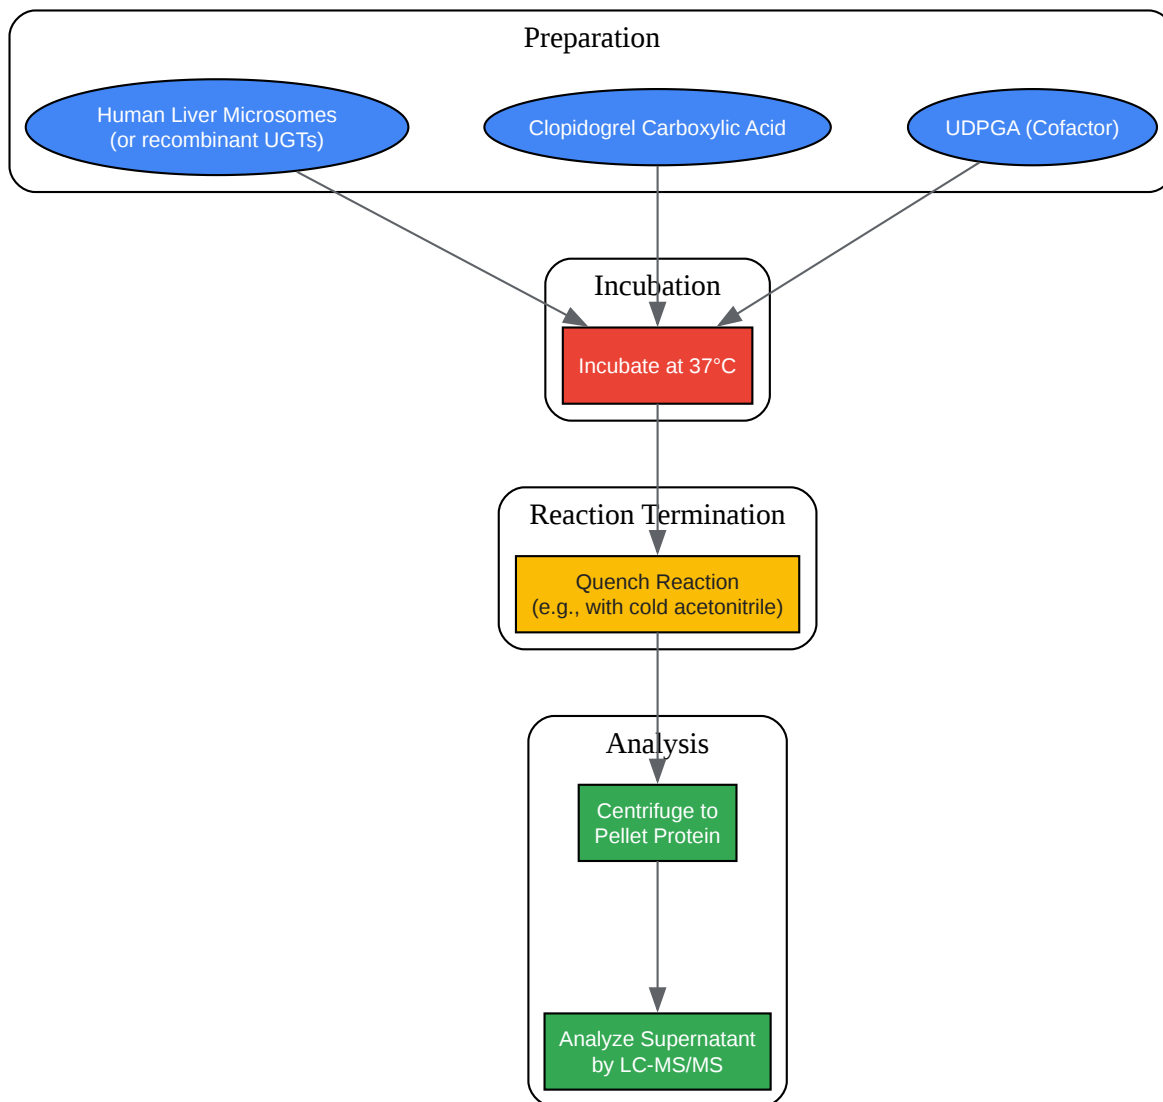 Preparation
Human Liver Microsomes
(or recombinant UGTs)
Clopidogrel Carboxylic Acid
UDPGA (Cofactor)
Incubation
Incubate at 37°C
Reaction Termination
Quench Reaction
(e.g., with cold acetonitrile)
Analysis
Centrifuge to
Pellet Protein
Analyze Supernatant
by LC-MS/MS